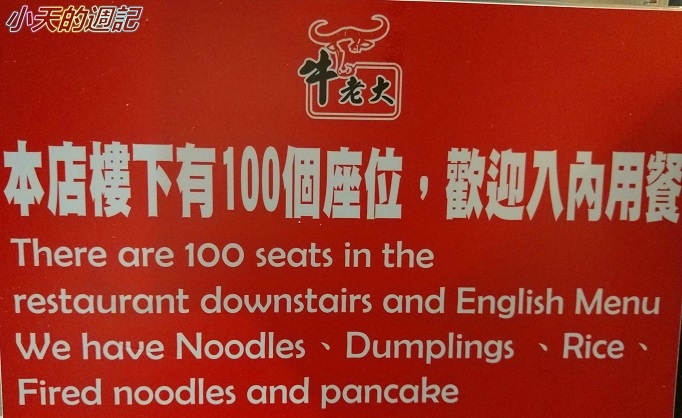 小天的週記
牛老大
本店樓下有100個座位，歡迎入內用餐
There are 100 seats in the
restaurant downstairs and English Menu
We have Noodles、Dumplings 、Rice、
Fired noodles and pancake